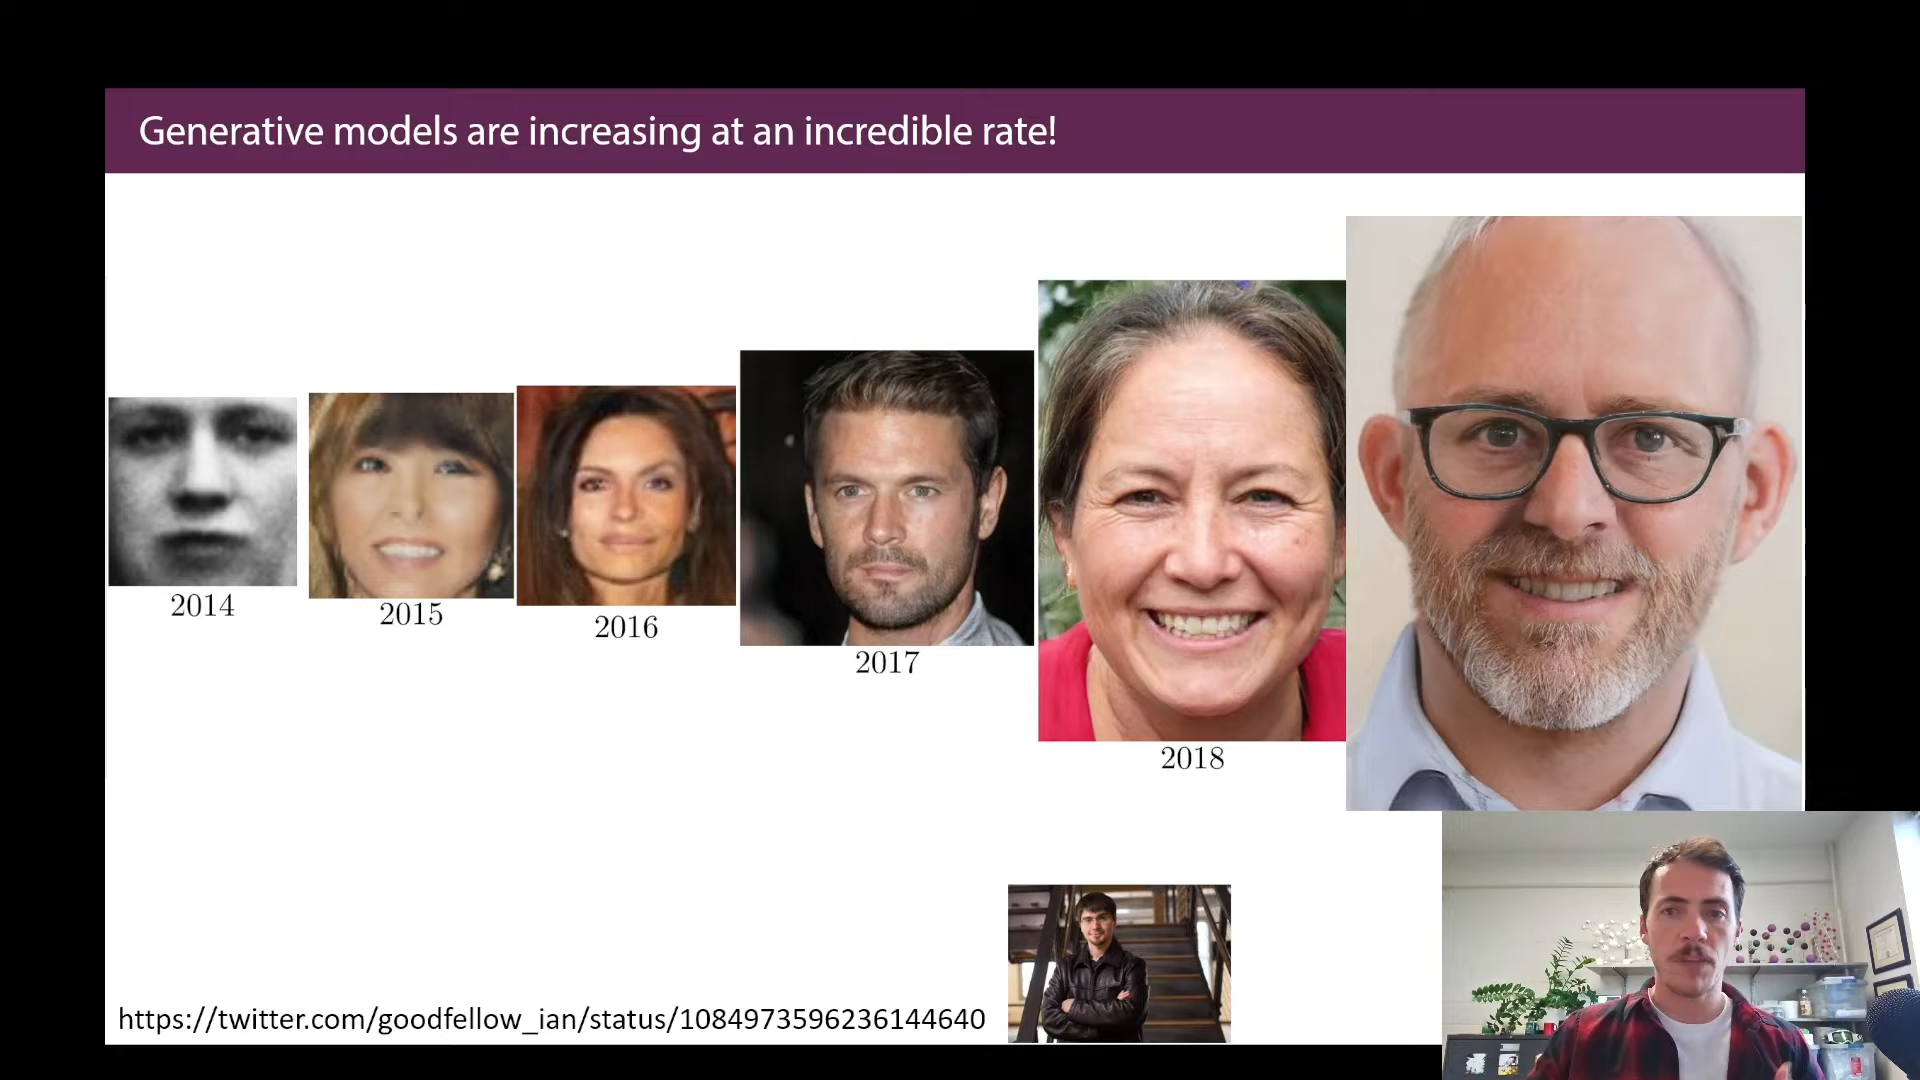 Generative models are increasing at an incredible rate!
2014
2015
2016
2017
2018
https://twitter.com/goodfellow_ian/status/1084973596236144640